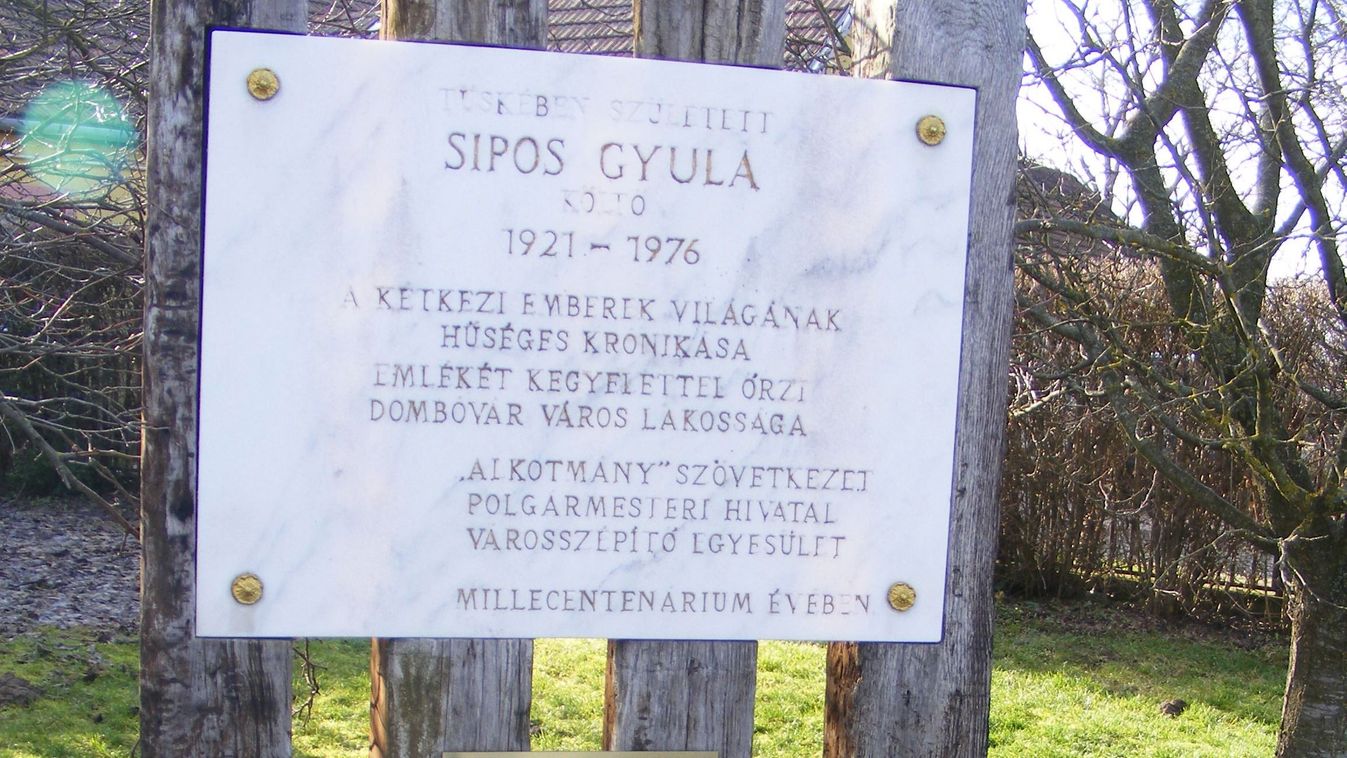 TÜSKÉBEN SZÜLETETT
SIPOS GYULA
KÖLTŐ
1921 - 1976
A KÉTKEZI EMBEREK VILÁGÁNAK
HŰSÉGES KRÓNIKÁSA
EMLÉKÉT KEGYELETTEL ŐRZI
DOMBÓVÁR VÁROS LAKOSSÁGA
„ALKOTMÁNY” SZÖVETKEZET
POLGÁRMESTERI HIVATAL
VÁROSSZÉPÍTŐ EGYESÜLET
MILLECENTENÁRIUM ÉVÉBEN